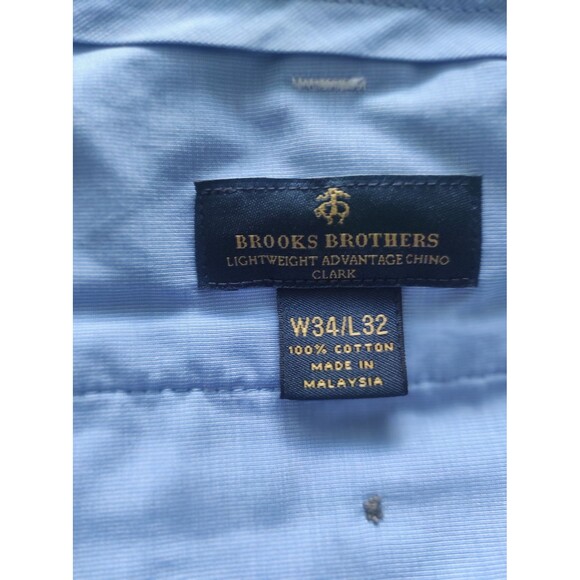 BROOKS BROTHERS
LIGHTWEIGHT ADVANTAGE CHINO
CLARK
W34/L32
100% COTTON
MADE IN
MALAYSIA